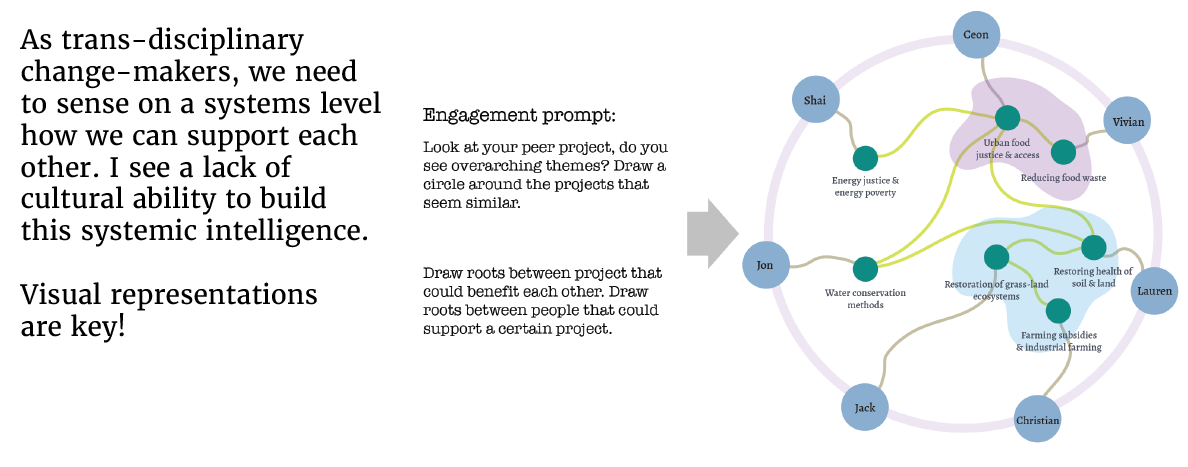 As trans-disciplinary
change-makers, we need
to sense on a systems level
how we can support each
other. I see a lack of
cultural ability to build
this systemic intelligence.
Visual representations
are key!
Engagement prompt:
Look at your peer project, do you
see overarching themes? Draw a
circle around the projects that
seem similar.
Draw roots between project that
could benefit each other. Draw
roots between people that could
support a certain project.
Ceon
Shai
Vivian
Urban food
justice & access
Reducing food waste
Energy justice &
energy poverty
Jon
Water conservation
methods
Restoring health of
soil & land
Restoration of grass-land
ecosystems
Lauren
Farming subsidies
& industrial farming
Jack
Christian